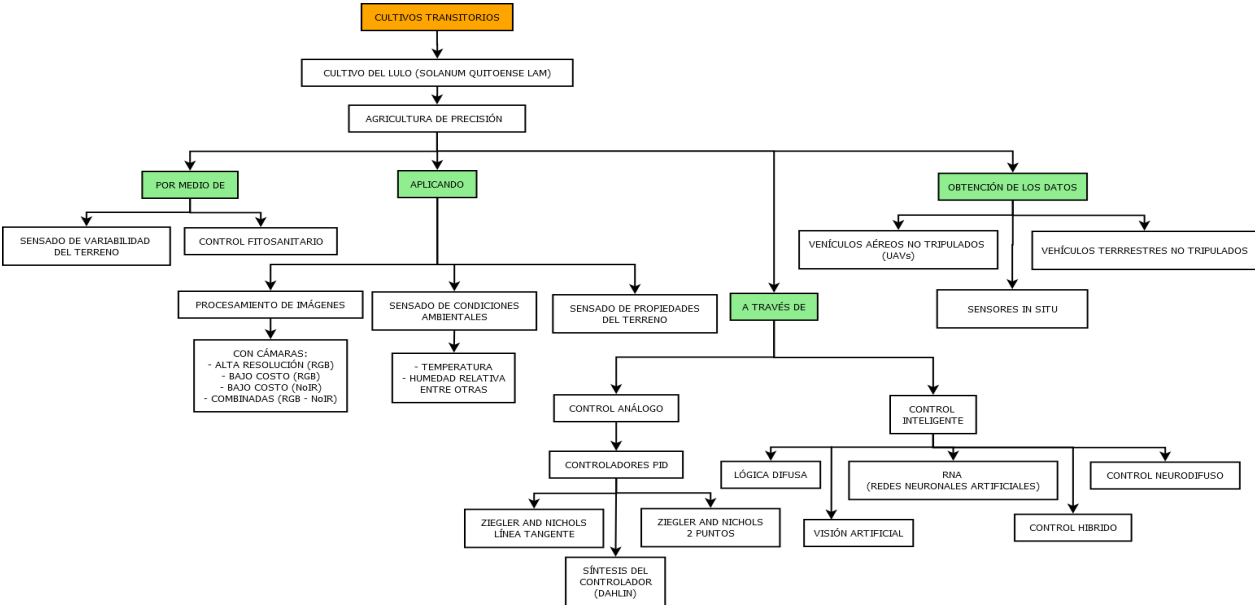 CULTIVOS TRANSITORIOS
CULTIVO DEL LULO (SOLANUM QUITOENSE LAM)
AGRICULTURA DE PRECISIÓN
POR MEDIO DE
APLICANDO
OBTENCIÓN DE LOS DATOS
SENSADO DE VARIABILIDAD
DEL TERRENO
CONTROL FITOSANITARIO
VENÍCULOS AÉREOS NO TRIPULADOS
(UAVs)
VEHÍCULOS TERRRESTRES NO TRIPULADOS
PROCESAMIENTO DE IMÁGENES
SENSADO DE CONDICIONES
AMBIENTALES
SENSADO DE PROPIEDADES
DEL TERRENO
A TRAVÉS DE
SENSORES IN SITU
CON CÁMARAS:
- ALTA RESOLUCIÓN (RGB)
- BAJO COSTO (RGB)
- BAJO COSTO (NoIR)
- COMBINADAS (RGB - NoIR)
- TEMPERATURA
- HUMEDAD RELATIVA
ENTRE OTRAS
CONTROL ANÁLOGO
CONTROL
INTELIGENTE
CONTROLADORES PID
LÓGICA DIFUSA
RNA
(REDES NEURONALES ARTIFICIALES)
CONTROL NEURODIFUSO
ZIEGLER AND NICHOLS
LÍNEA TANGENTE
ZIEGLER AND NICHOLS
2 PUNTOS
VISIÓN ARTIFICIAL
CONTROL HIBRIDO
SÍNTESIS DEL
CONTROLADOR
(DAHLIN)